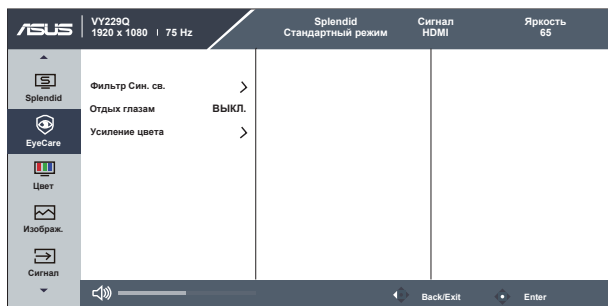 ASUS
VY229Q
1920 x 1080 | 75 Hz
Splendid
Стандартный режим
Сигнал
HDMI
Яркость
65
Splendid
EyeCare
Цвет
Изображ.
Сигнал
Фильтр Син. св.
Отдых глазам ВЫКЛ.
Усиление цвета
Back/Exit
Enter